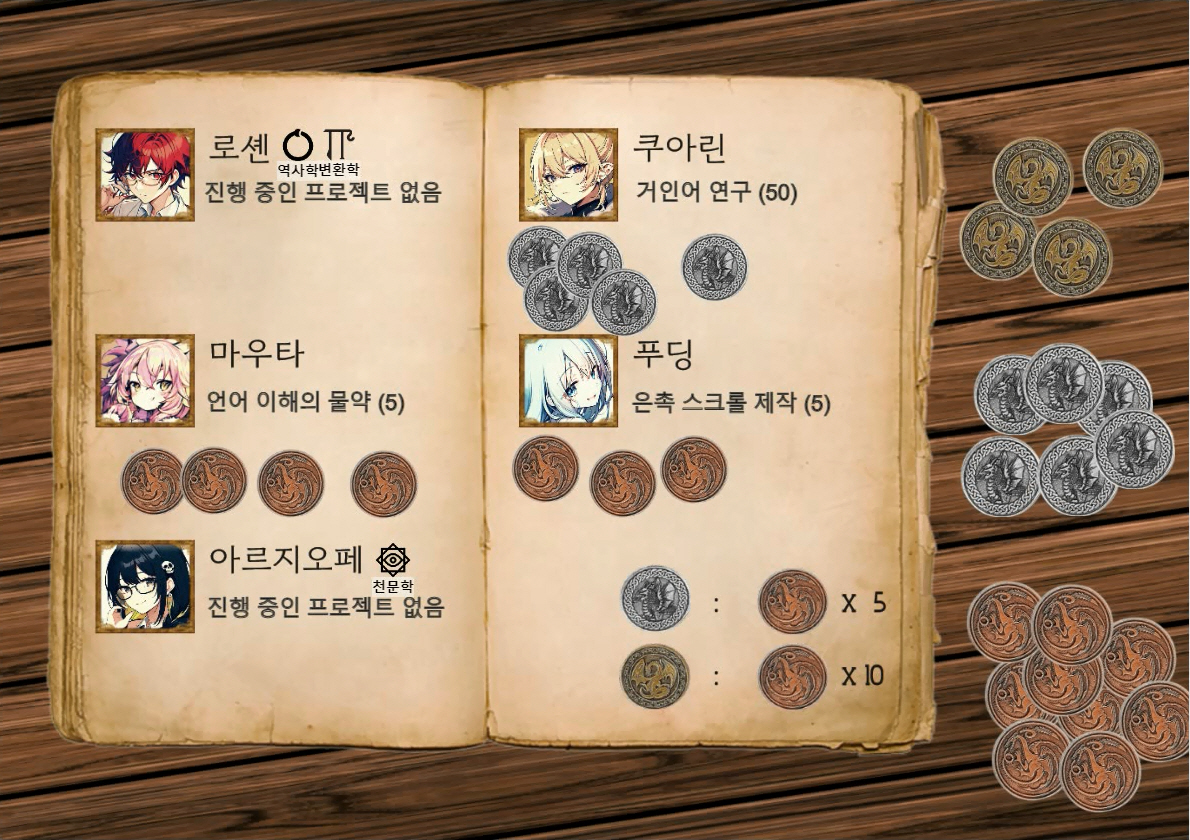 로셴
역사학변환학
진행 중인 프로젝트 없음
마우타
언어 이해의 물약 (5)
아르지오페
천문학
진행 중인 프로젝트 없음
쿠아린
거인어 연구 (50)
푸딩
은촉 스크롤 제작 (5)
: X 5
: X 10